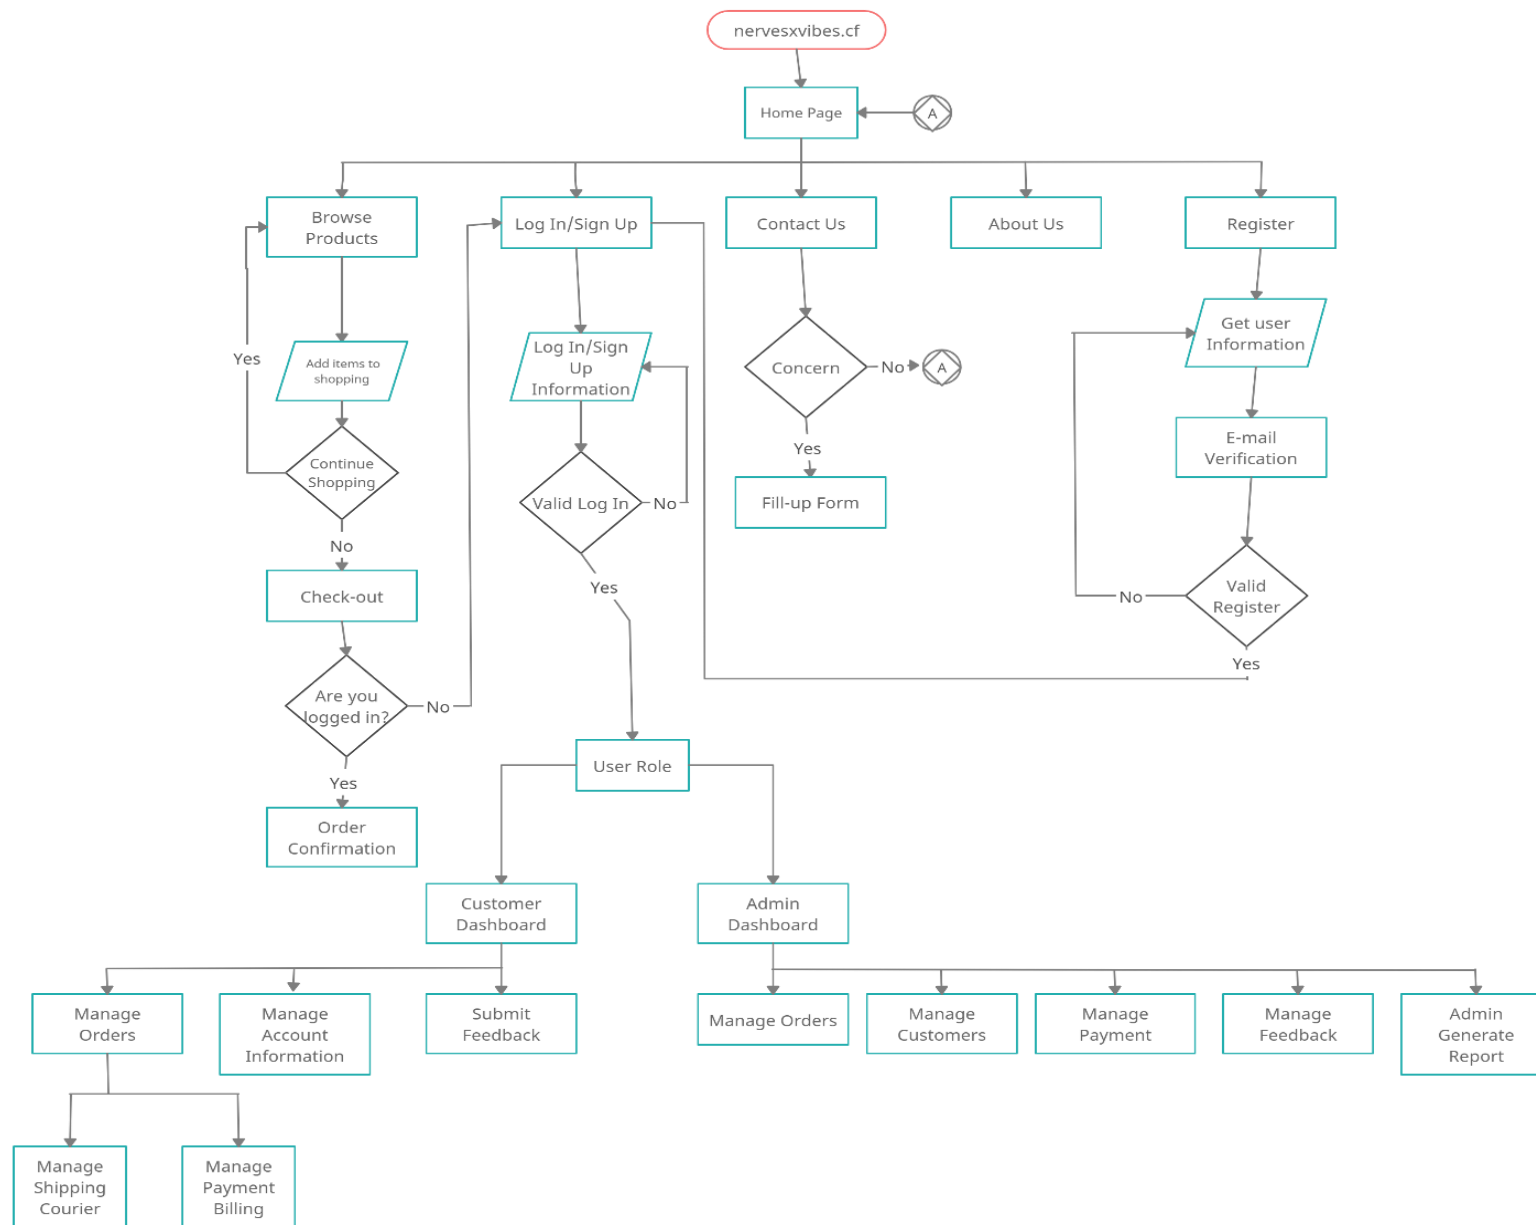 nervesxvibes.cf
Home Page
A
Browse
Products
Log In/Sign Up
Contact Us
About Us
Register
Yes
Add items to
shopping
Log In/Sign
Up
Information
Concern
No
A
Get user
Information
Continue
Shopping
Valid Log In
No
Yes
Fill-up Form
E-mail
Verification
No
Check-out
Yes
No
Valid
Register
Yes
Are you
logged in?
No
Yes
User Role
Order
Confirmation
Customer
Dashboard
Admin
Dashboard
Manage
Orders
Manage
Account
Information
Submit
Feedback
Manage Orders
Manage
Customers
Manage
Payment
Manage
Feedback
Admin
Generate
Report
Manage
Shipping
Courier
Manage
Payment
Billing